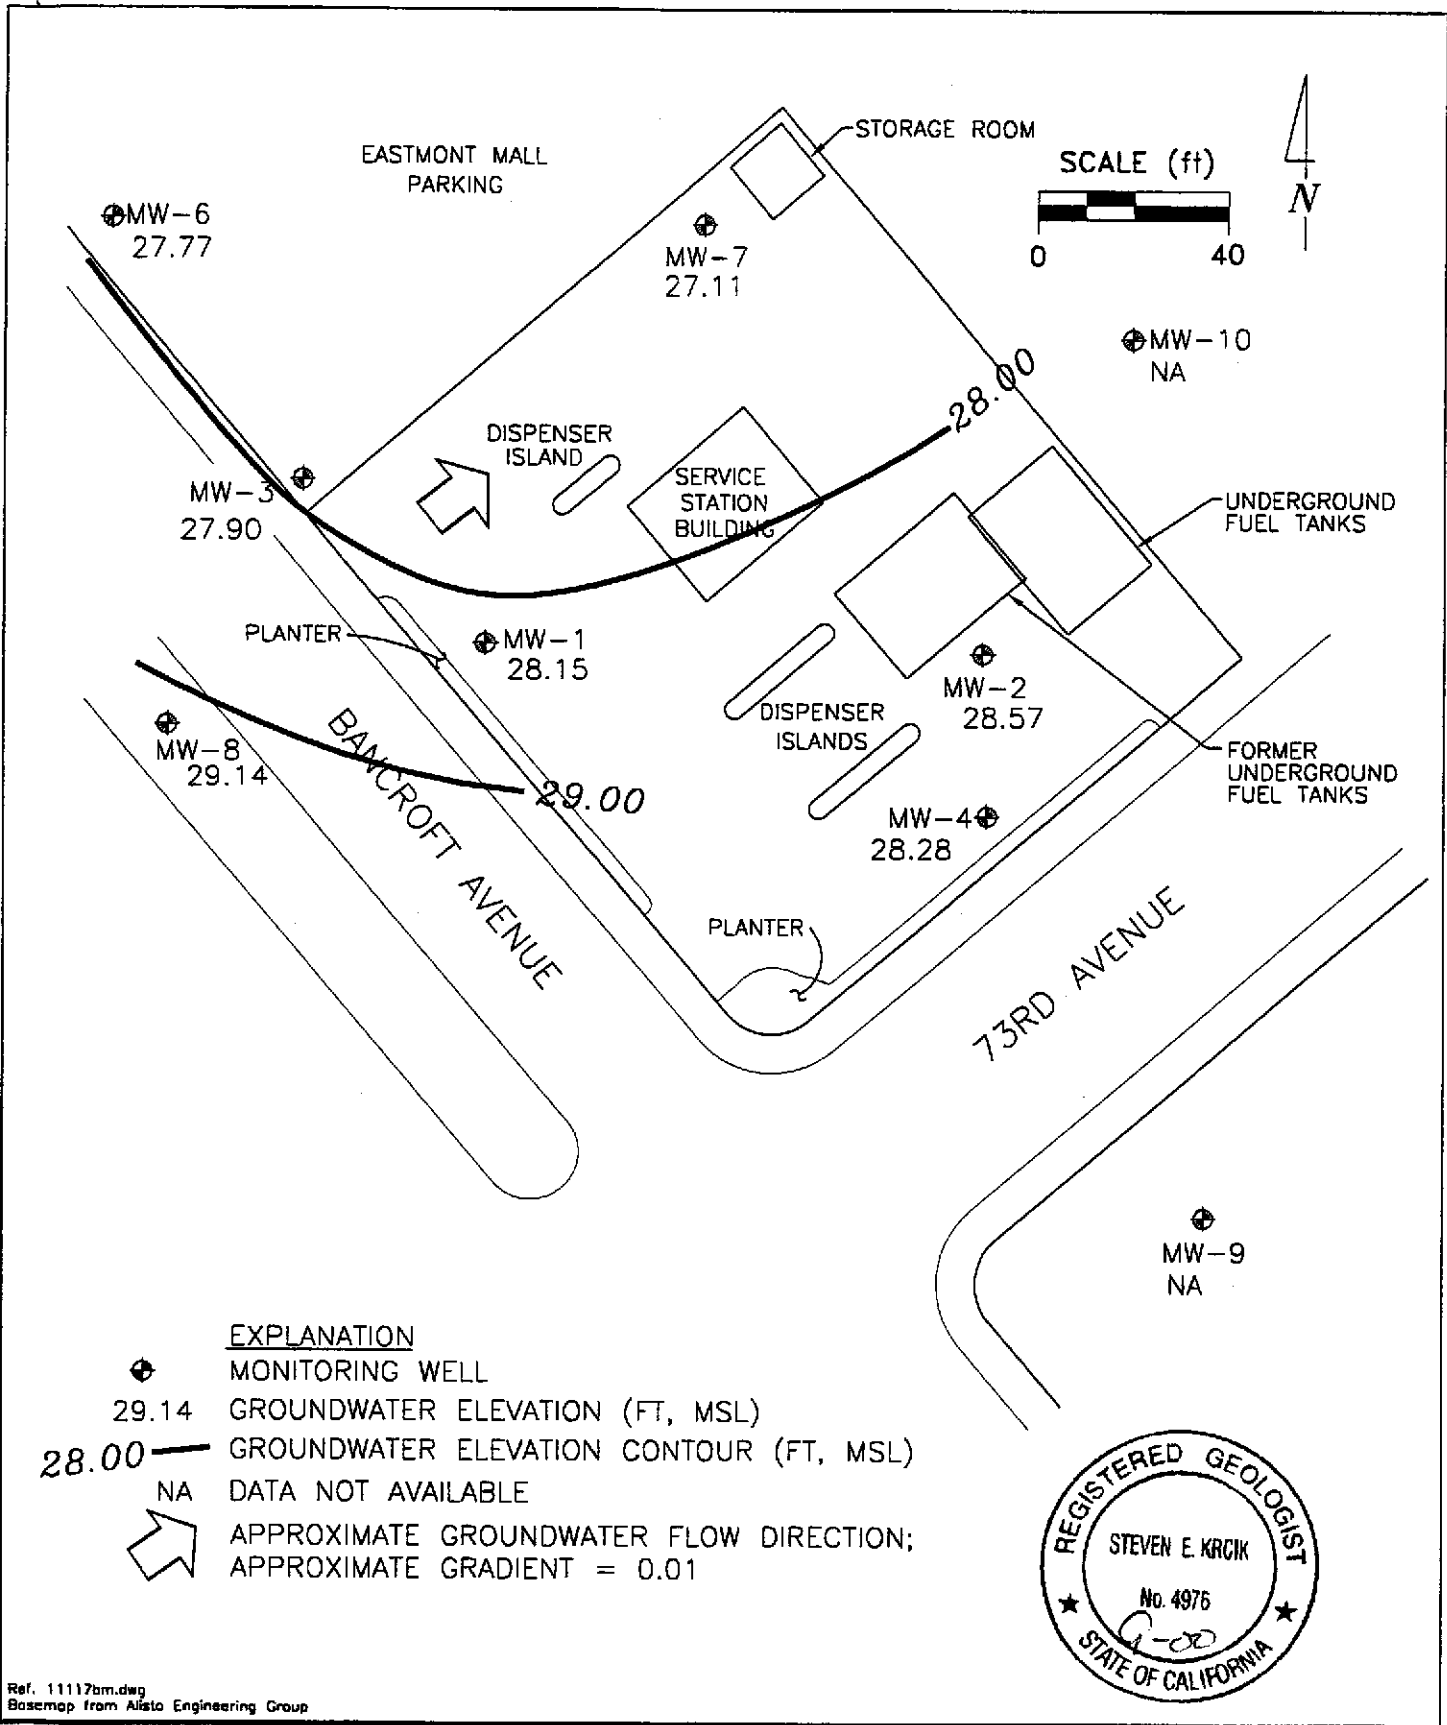 STORAGE ROOM
EASTMONT MALL
PARKING
SCALE (ft)
0 40
N
MW-6
27.77
MW-7
27.11
MW-10
NA
28.00
DISPENSER
ISLAND
SERVICE
STATION
BUILDING
MW-3
27.90
UNDERGROUND
FUEL TANKS
PLANTER
MW-1
28.15
MW-2
28.57
DISPENSER
ISLANDS
MW-8
29.14
BANCROFT AVENUE
29.00
FORMER
UNDERGROUND
FUEL TANKS
MW-4
28.28
PLANTER
73RD AVENUE
MW-9
NA
EXPLANATION
MONITORING WELL
29.14 GROUNDWATER ELEVATION (FT, MSL)
28.00 GROUNDWATER ELEVATION CONTOUR (FT, MSL)
NA DATA NOT AVAILABLE
APPROXIMATE GROUNDWATER FLOW DIRECTION;
APPROXIMATE GRADIENT = 0.01
REGISTERED GEOLOGIST
STEVEN E. KRCIK
No. 4976
STATE OF CALIFORNIA
Ref. 11117bm.dwg
Basemap from Alisto Engineering Group